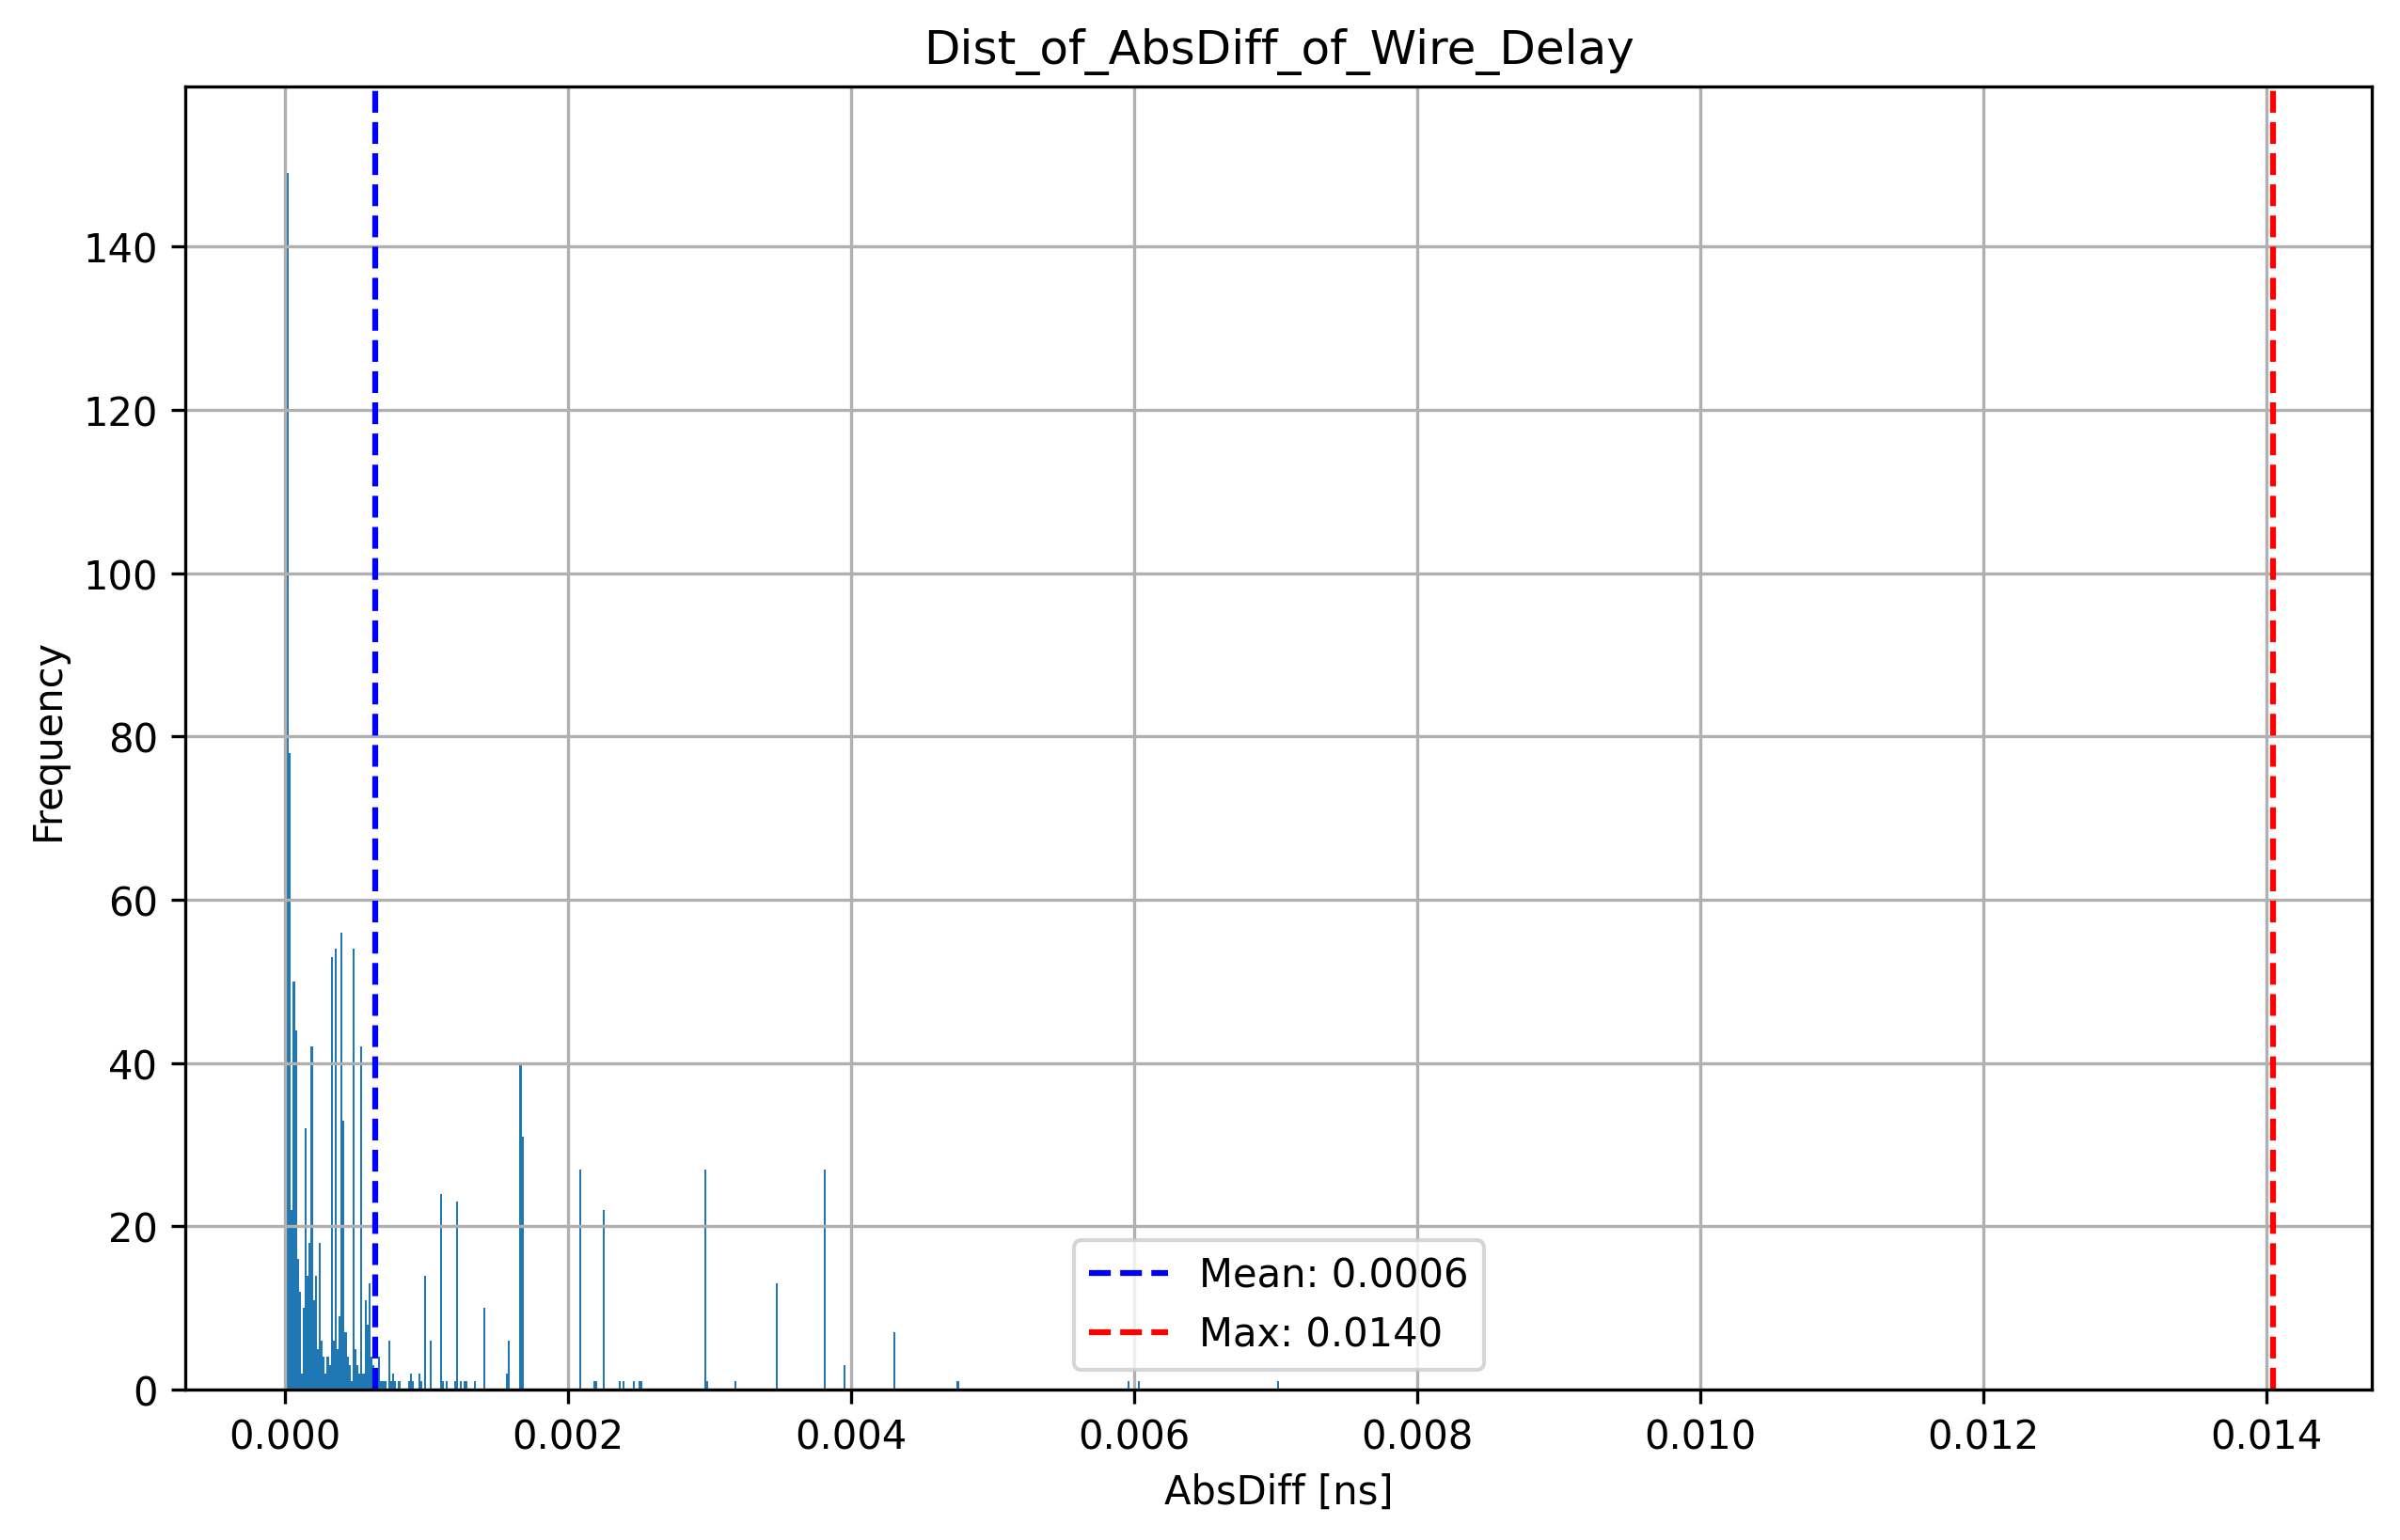 Dist_of_AbsDiff_of_Wire_Delay
Frequency
140
120
100
80
60
40
20
0
Mean: 0.0006
Max: 0.0140
0.000 0.002 0.004 0.006 0.008 0.010 0.012 0.014
AbsDiff [ns]